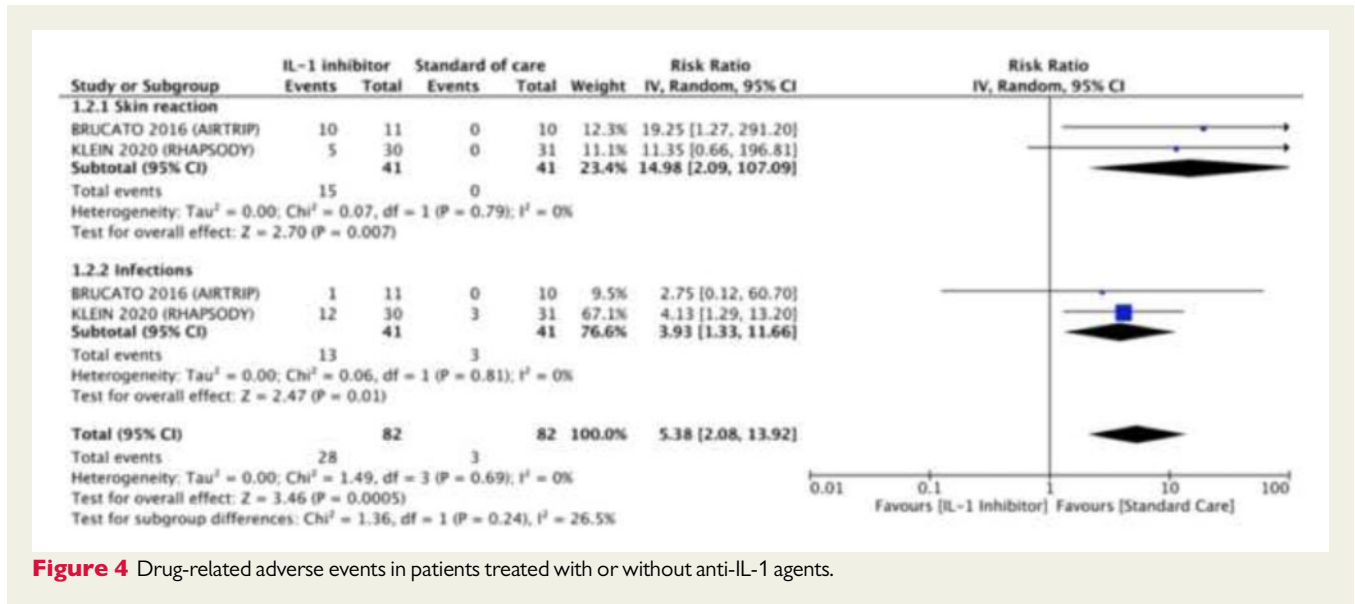 IL-1 inhibitor Standard of care Risk Ratio Risk Ratio
Study or Subgroup Events Total Events Total Weight IV, Random, 95% CI IV, Random, 95% CI
1.2.1 Skin reaction
BRUCATO 2016 (AIRTRIP) 10 11 0 10 12.3% 19.25 [1.27, 291.20]
KLEIN 2020 (RHAPSODY) 5 30 0 31 11.1% 11.35 [0.66, 196.81]
Subtotal (95% CI) 41 41 23.4% 14.98 [2.09, 107.09]
Total events 15 0
Heterogeneity: Tau² = 0.00; Chi² = 0.07, df = 1 (P = 0.79); I² = 0%
Test for overall effect: Z = 2.70 (P = 0.007)
1.2.2 Infections
BRUCATO 2016 (AIRTRIP) 1 11 0 10 9.5% 2.75 [0.12, 60.70]
KLEIN 2020 (RHAPSODY) 12 30 3 31 67.1% 4.13 [1.29, 13.20]
Subtotal (95% CI) 41 41 76.6% 3.93 [1.33, 11.66]
Total events 13 3
Heterogeneity: Tau² = 0.00; Chi² = 0.06, df = 1 (P = 0.81); I² = 0%
Test for overall effect: Z = 2.47 (P = 0.01)
Total (95% CI) 82 82 100.0% 5.38 [2.08, 13.92]
Total events 28 3
Heterogeneity: Tau² = 0.00; Chi² = 1.49, df = 3 (P = 0.69); I² = 0%
Test for overall effect: Z = 3.46 (P = 0.0005)
Test for subgroup differences: Chi² = 1.36, df = 1 (P = 0.24), I² = 26.5%
0.01 0.1 1 10 100
Favours [IL-1 Inhibitor] Favours [Standard Care]
Figure 4 Drug-related adverse events in patients treated with or without anti-IL-1 agents.